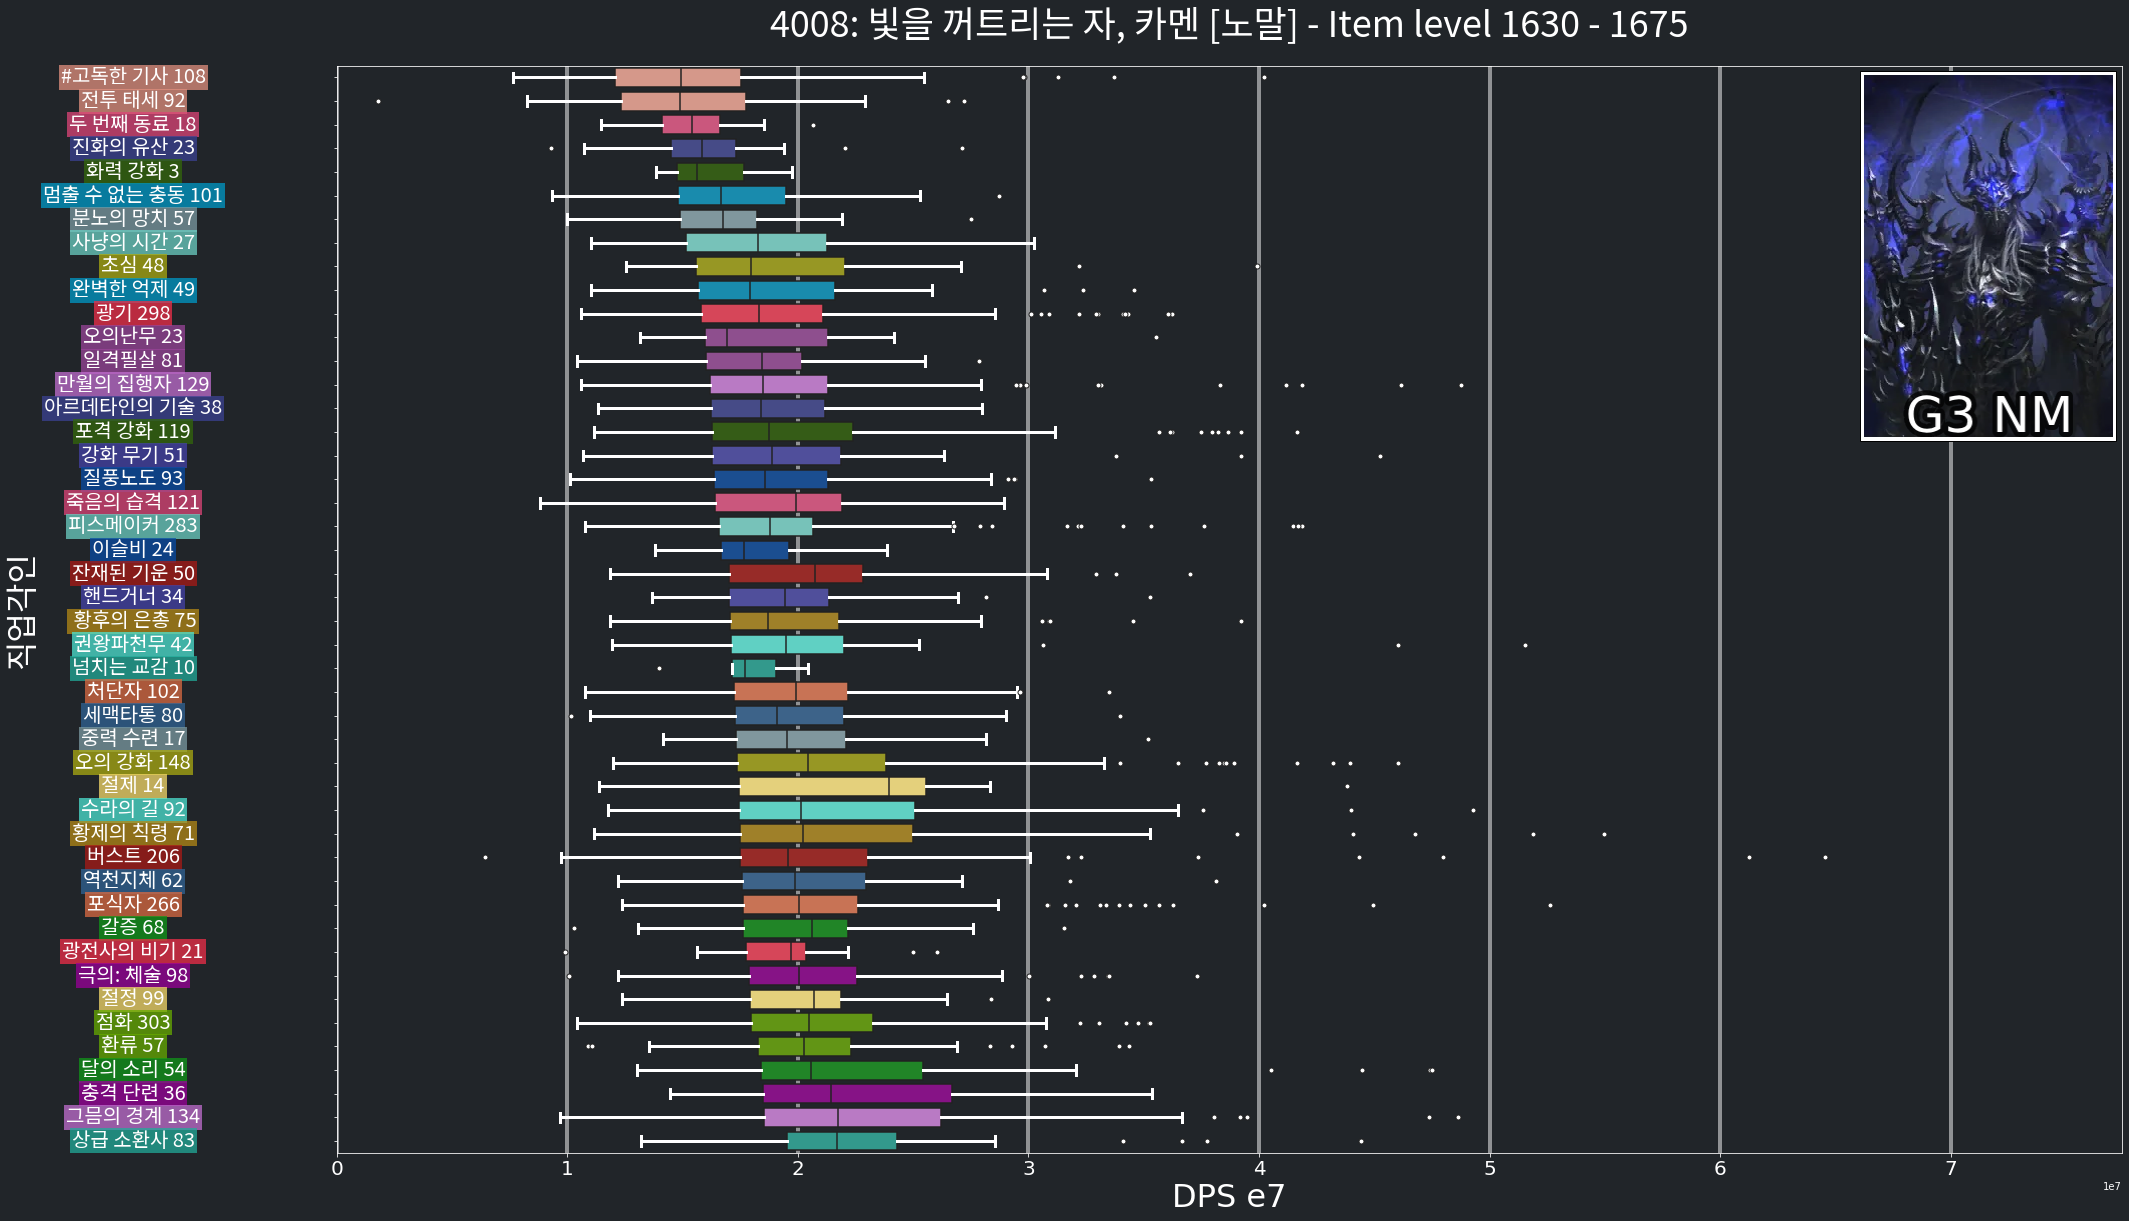 4008: 빛을 꺼트리는 자, 카멘 [노말] - Item level 1630 - 1675
직업각인
#고독한 기사 108
전투 태세 92
두 번째 동료 18
진화의 유산 23
화력 강화 3
멈출 수 없는 충동 101
분노의 망치 57
사냥의 시간 27
초심 48
완벽한 억제 49
광기 298
오의난무 23
일격필살 81
만월의 집행자 129
아르데타인의 기술 38
포격 강화 119
강화 무기 51
질풍노도 93
죽음의 습격 121
피스메이커 283
이슬비 24
잔재된 기운 50
핸드거너 34
황후의 은총 75
권왕파천무 42
넘치는 교감 10
처단자 102
세맥타통 80
중력 수련 17
오의 강화 148
절제 14
수라의 길 92
황제의 칙령 71
버스트 206
역천지체 62
포식자 266
갈증 68
광전사의 비기 21
극의: 체술 98
절정 99
점화 303
환류 57
달의 소리 54
충격 단련 36
그믐의 경계 134
상급 소환사 83
G3 NM
0 1 2 3 4 5 6 7
DPS e7
1e7